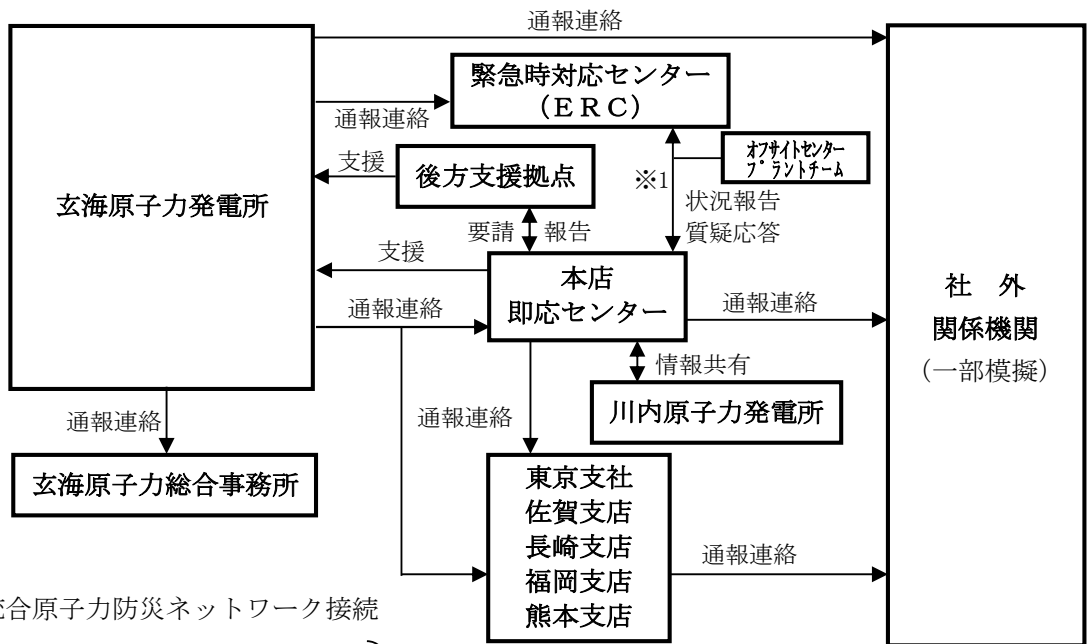 通報連絡
緊急時対応センター
(ERC)
通報連絡
オフサイトセンター
プラントチーム
支援
後方支援拠点
※1
玄海原子力発電所
状況報告
質疑応答
要請
報告
支援
本店
即応センター
通報連絡
通報連絡
社 外
関係機関
(一部模擬)
情報共有
川内原子力発電所
通報連絡
通報連絡
玄海原子力総合事務所
東京支社
佐賀支店
長崎支店
福岡支店
熊本支店
通報連絡
合原子力防災ネットワーク接続